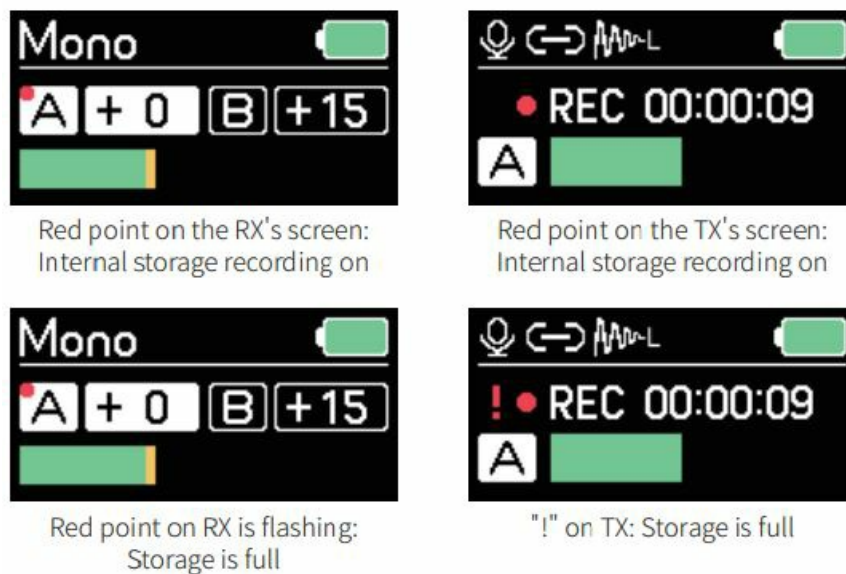 Mono
A + 0 B +15
L
REC 00:00:09
A
Red point on the RX's screen:
Internal storage recording on
Red point on the TX's screen:
Internal storage recording on
Mono
A + 0 B +15
L
! REC 00:00:09
A
Red point on RX is flashing:
Storage is full
"!" on TX: Storage is full